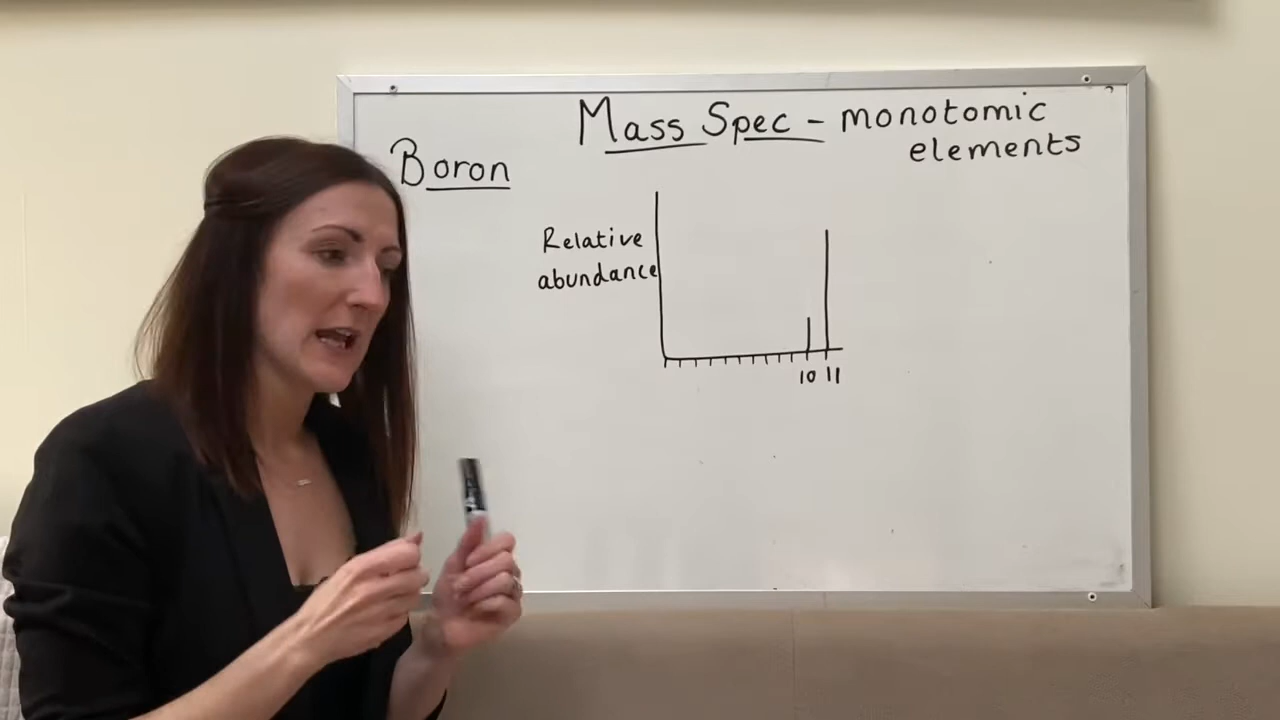 Mass Spec - monotomic
elements
Boron
Relative
abundance
10 11